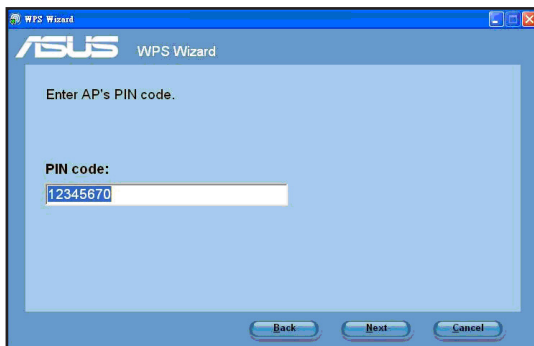 WPS Wizard
ASUS WPS Wizard
Enter AP's PIN code.
PIN code:
12345670
Back Next Cancel